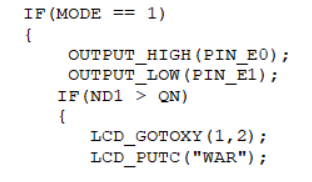 IF(MODE == 1)
{
OUTPUT_HIGH(PIN_E0);
OUTPUT_LOW(PIN_E1);
IF(ND1 > QN)
{
LCD_GOTOXY(1,2);
LCD_PUTC("WAR");